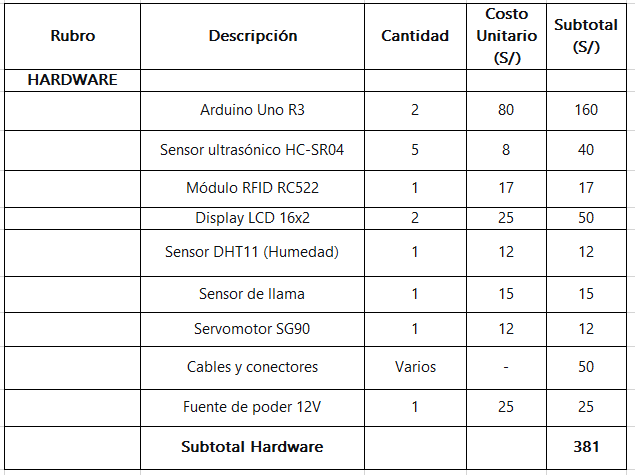 Rubro Descripción Cantidad Costo Unitario (S/) Subtotal (S/)
HARDWARE
Arduino Uno R3 2 80 160
Sensor ultrasónico HC-SR04 5 8 40
Módulo RFID RC522 1 17 17
Display LCD 16x2 2 25 50
Sensor DHT11 (Humedad) 1 12 12
Sensor de llama 1 15 15
Servomotor SG90 1 12 12
Cables y conectores Varios - 50
Fuente de poder 12V 1 25 25
Subtotal Hardware 381